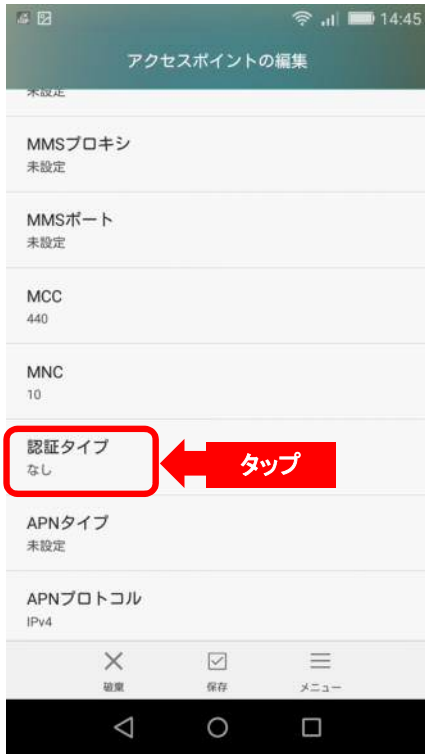 14:45
アクセスポイントの編集
未設定
MMSプロキシ
未設定
MMSポート
未設定
MCC
440
MNC
10
認証タイプ
なし
タップ
APNタイプ
未設定
APNプロトコル
IPv4
破棄
保存
メニュー